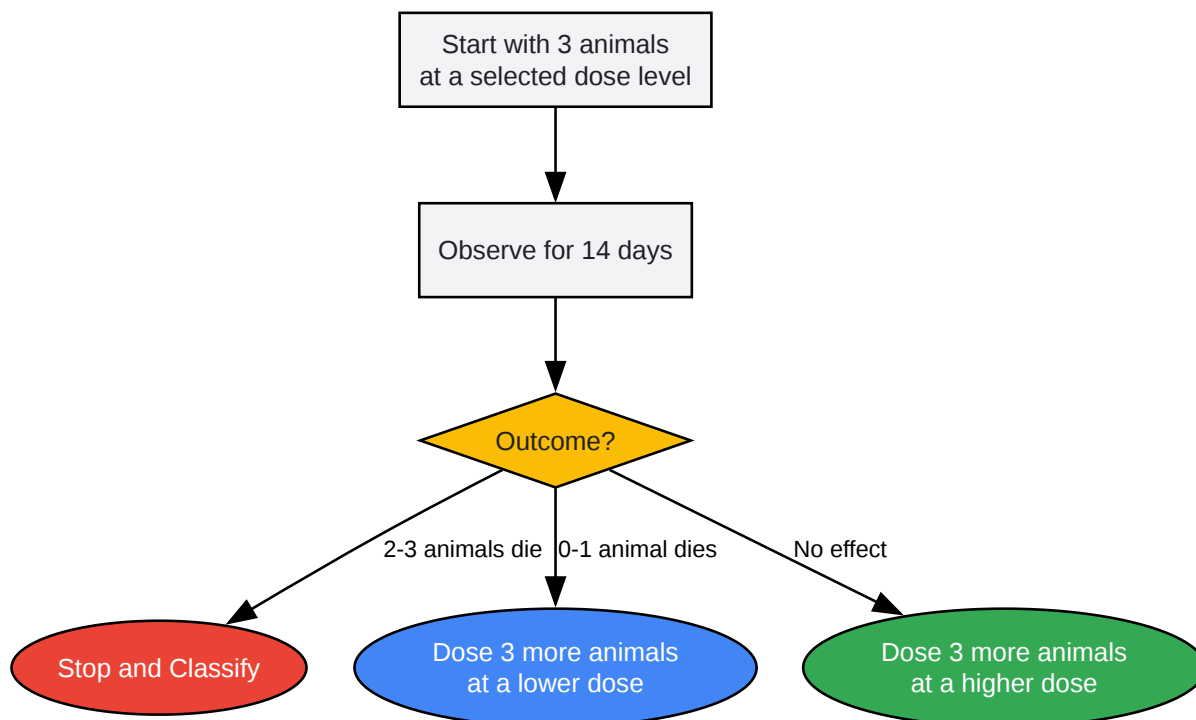 Start with 3 animals
at a selected dose level
Observe for 14 days
Outcome?
2-3 animals die
0-1 animal dies
No effect
Stop and Classify
Dose 3 more animals
at a lower dose
Dose 3 more animals
at a higher dose